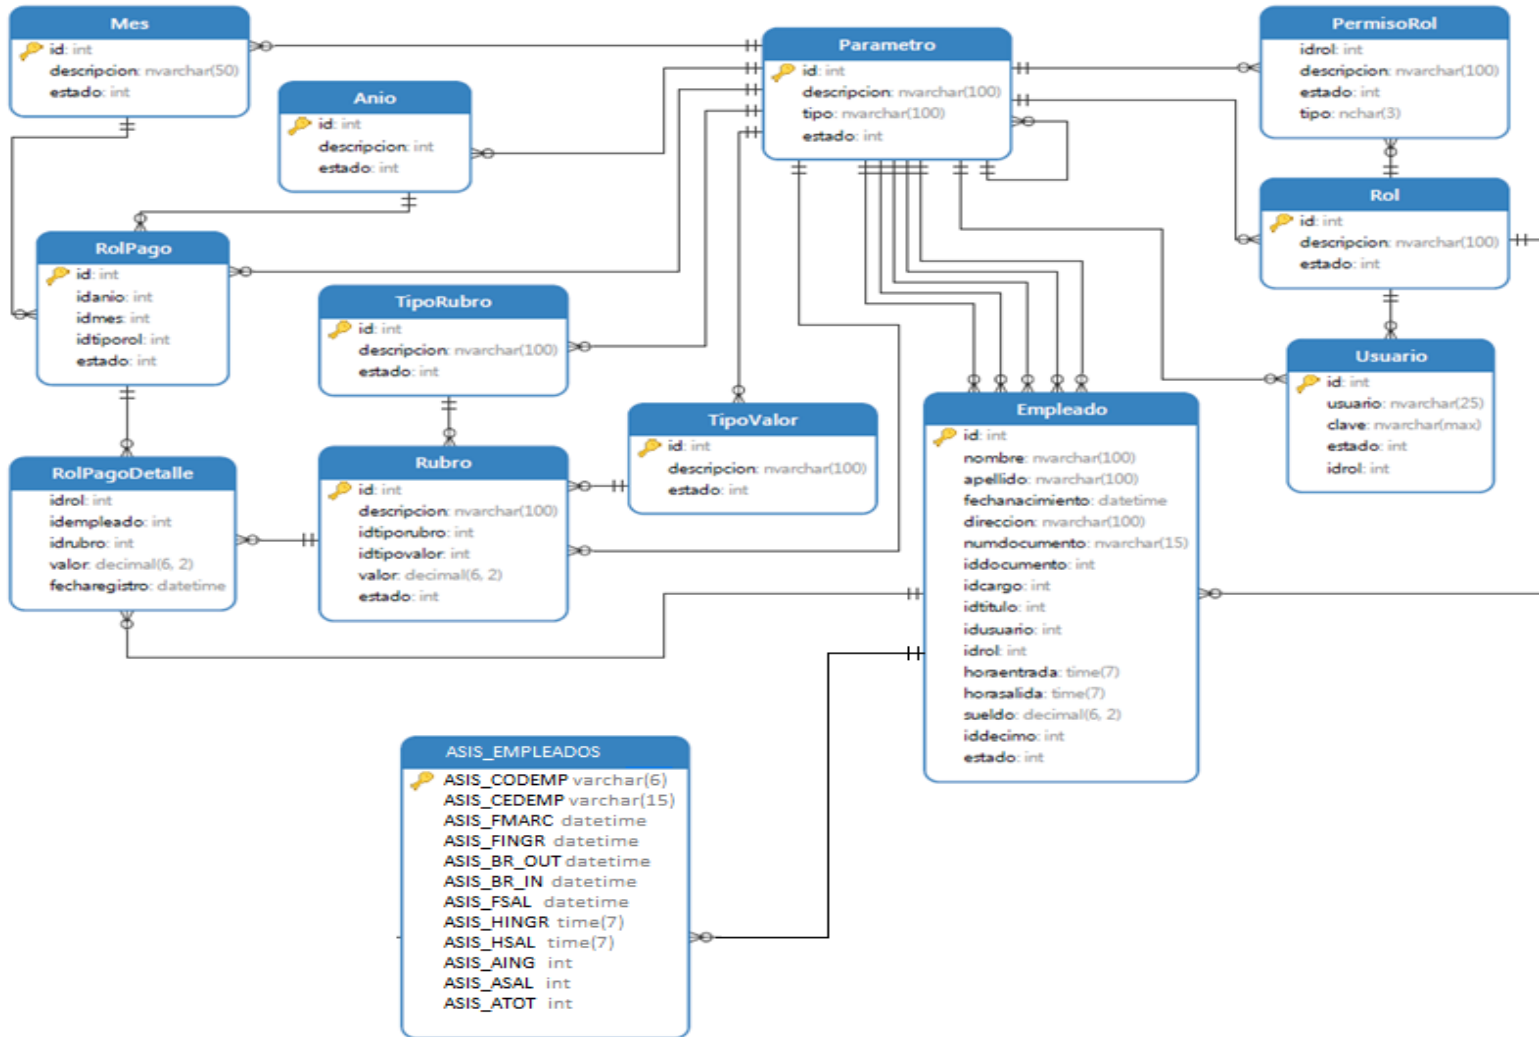 Mes
id: int
descripcion: nvarchar(50)
estado: int
Anio
id: int
descripcion: int
estado: int
Parametro
id: int
descripcion: nvarchar(100)
tipo: nvarchar(100)
estado: int
PermisoRol
idrol: int
descripcion: nvarchar(100)
estado: int
tipo: nchar(3)
Rol
id: int
descripcion: nvarchar(100)
estado: int
RolPago
id: int
idanio: int
idmes: int
idtiporol: int
estado: int
TipoRubro
id: int
descripcion: nvarchar(100)
estado: int
Usuario
id: int
usuario: nvarchar(25)
clave: nvarchar(max)
estado: int
idrol: int
TipoValor
id: int
descripcion: nvarchar(100)
estado: int
Empleado
id: int
nombre: nvarchar(100)
apellido: nvarchar(100)
fechanacimiento: datetime
direccion: nvarchar(100)
numdocumento: nvarchar(15)
iddocumento: int
idcargo: int
idtitulo: int
idusuario: int
idrol: int
horaentrada: time(7)
horasalida: time(7)
sueldo: decimal(6, 2)
iddecimo: int
estado: int
RolPagoDetalle
idrol: int
idempleado: int
idrubro: int
valor: decimal(6, 2)
fecharegistro: datetime
Rubro
id: int
descripcion: nvarchar(100)
idtiporubro: int
idtipovalor: int
valor: decimal(6, 2)
estado: int
ASIS_EMPLEADOS
ASIS_CODEMP varchar(6)
ASIS_CEDEMP varchar(15)
ASIS_FMARC datetime
ASIS_FINGR datetime
ASIS_BR_OUT datetime
ASIS_BR_IN datetime
ASIS_FSAL datetime
ASIS_HINGR time(7)
ASIS_HSAL time(7)
ASIS_AING int
ASIS_ASAL int
ASIS_ATOT int